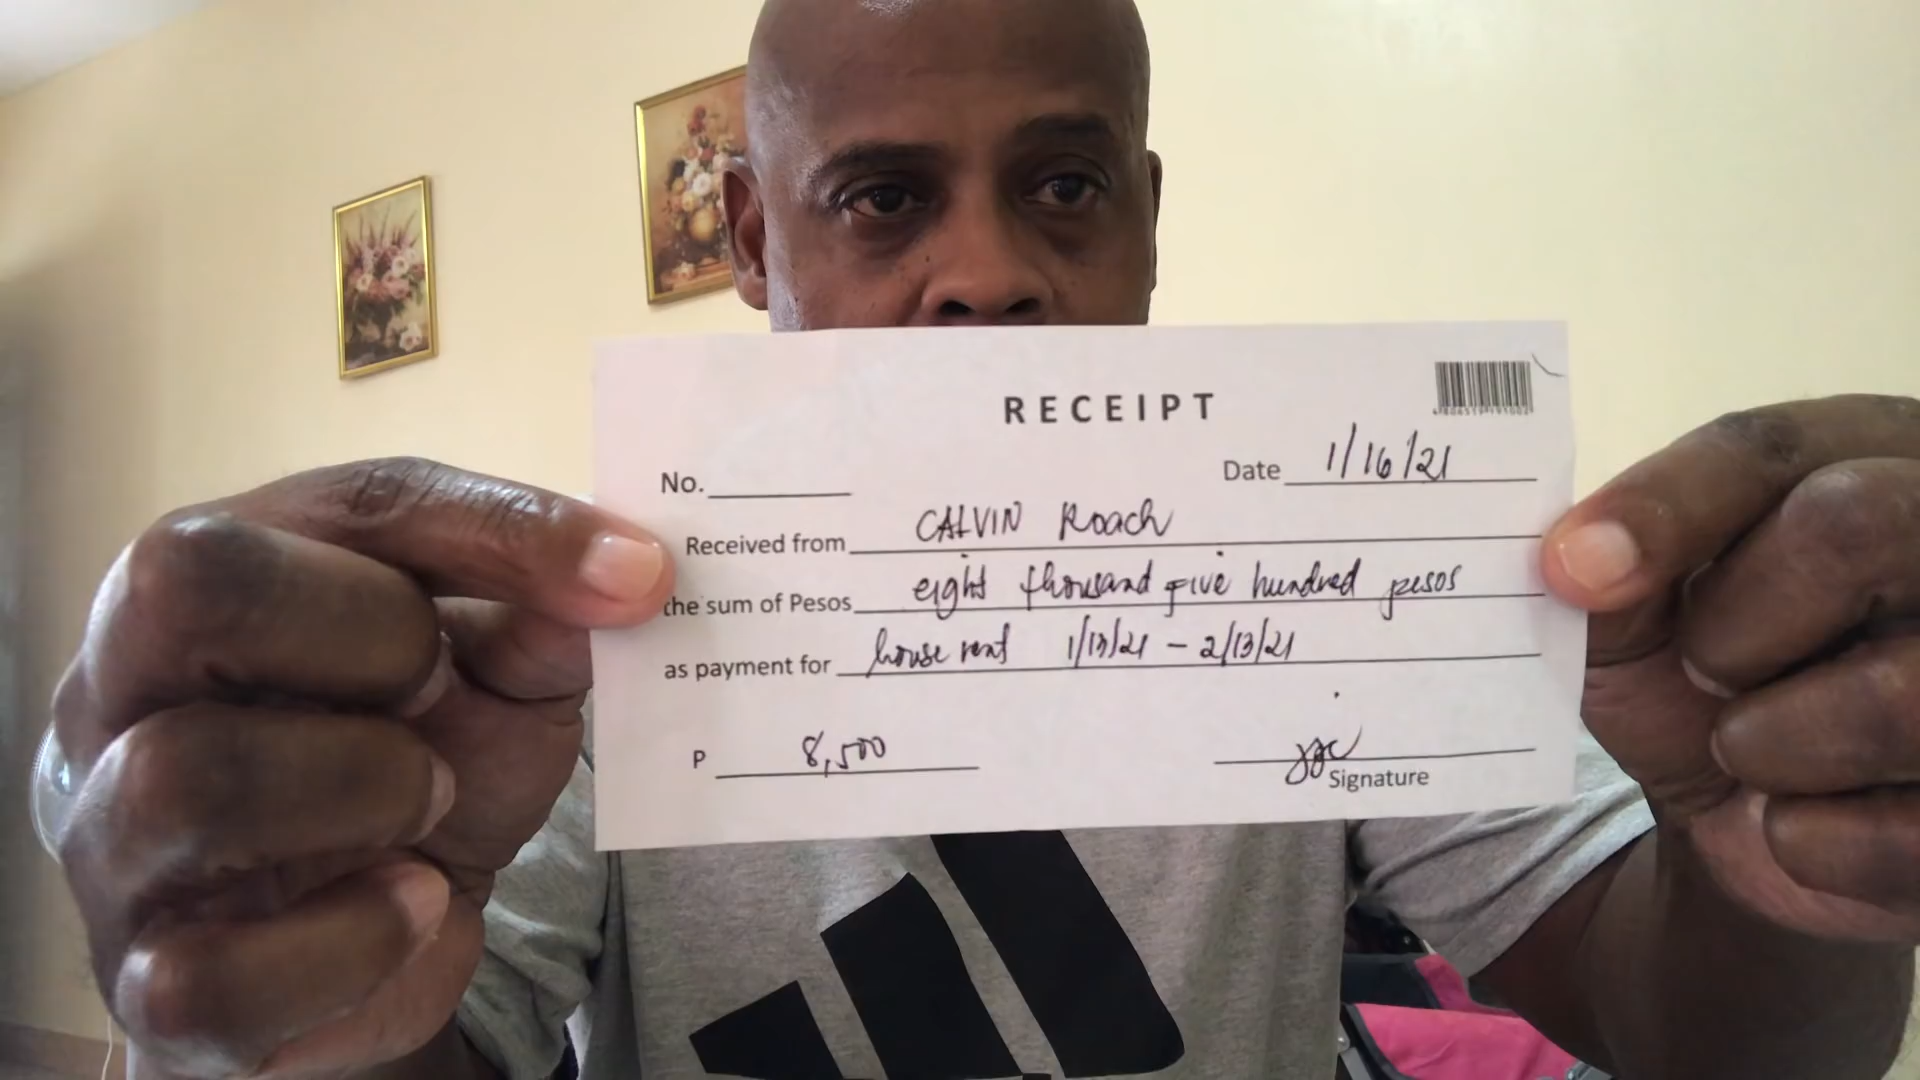 RECEIPT
No.
Date 1/16/21
Received from CALVIN Roach
the sum of Pesos eight thousand five hundred pesos
as payment for house rent 1/13/21 - 2/13/21
P 8,500
Signature